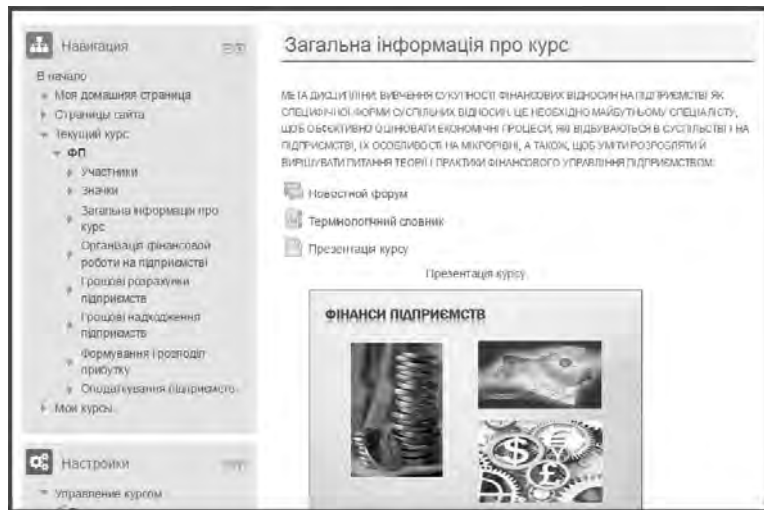 Навигация
В начало
Моя домашняя страница
Страницы сайта
Текущий курс
ФП
Участники
Значки
Загальна інформація про
курс
Організація фінансовой
роботи на підприємстві
Грошові розрахунки
підприємств
Грошові надходження
підприємств
Формування і розподіл
прибутку
Оподаткування підприємств
Мои курсы
Настройки
Управление курсом
Загальна інформація про курс
МЕТА ДИСЦИПЛІНИ: ВИВЧЕННЯ СУКУПНОСТІ ФІНАНСОВИХ ВІДНОСИН НА ПІДПРИЄМСТВІ ЯК
СПЕЦИФІЧНОЇ ФОРМИ СУСПІЛЬНИХ ВІДНОСИН. ЦЕ НЕОБХІДНО МАЙБУТНЬОМУ СПЕЦІАЛІСТУ,
ЩОБ ОБ'ЄКТИВНО ОЦІНЮВАТИ ЕКОНОМІЧНІ ПРОЦЕСИ, ЯКІ ВІДБУВАЮТЬСЯ В СУСПІЛЬСТВІ І НА
ПІДПРИЄМСТВІ, ЇХ ОСОБЛИВОСТІ НА МІКРОРІВНІ, А ТАКОЖ, ЩОБ УМІТИ РОЗРОБЛЯТИ Й
ВИРІШУВАТИ ПИТАННЯ ТЕОРІЇ І ПРАКТИКИ ФІНАНСОВОГО УПРАВЛІННЯ ПІДПРИЄМСТВОМ.
Новостной форум
Термінологічний словник
Презентація курсу
Презентація курсу
ФІНАНСИ ПІДПРИЄМСТВ
$
€
£